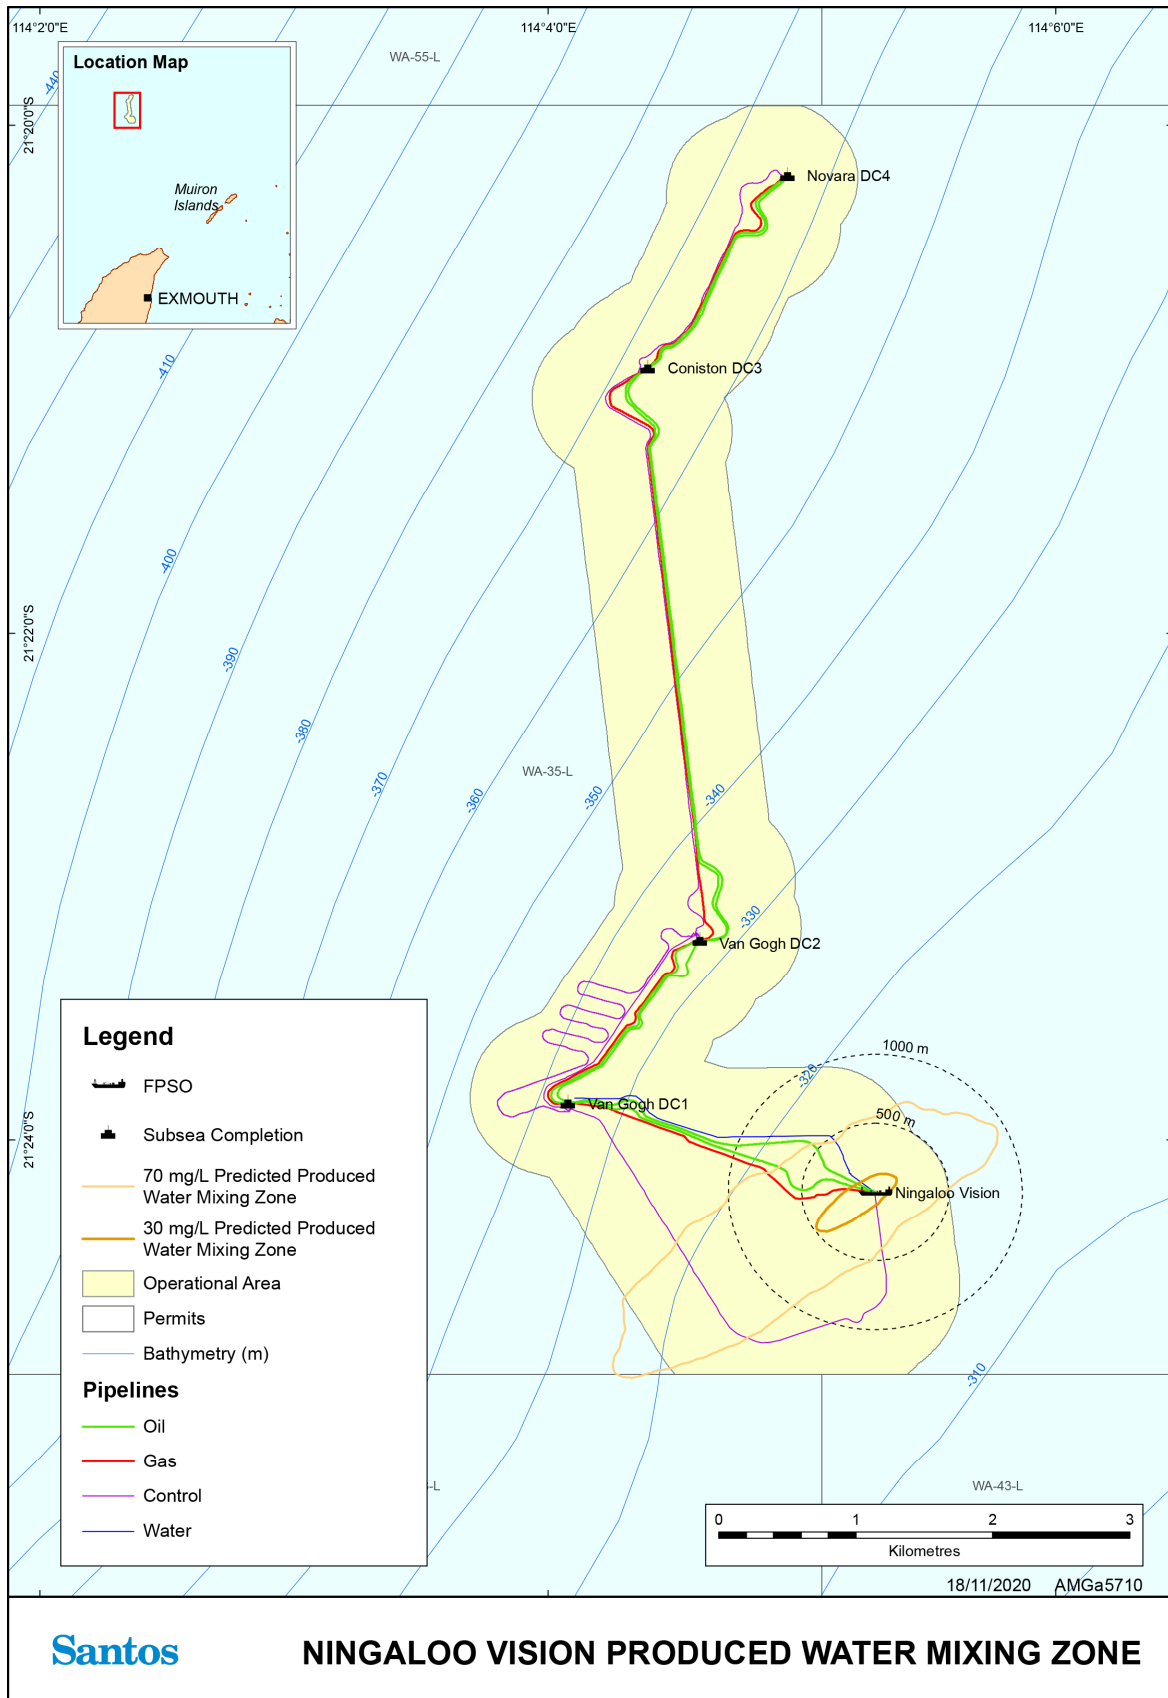 114°2'0"E
114°4'0"E
114°6'0"E
WA-55-L
Location Map
Muiron
Islands
EXMOUTH
21°20'0"S
21°22'0"S
21°24'0"S
-440
-410
-400
-390
-380
-370
-360
-350
-340
-330
-320
-310
Novara DC4
Coniston DC3
WA-35-L
Van Gogh DC2
Van Gogh DC1
1000 m
500 m
Ningaloo Vision
Legend
FPSO
Subsea Completion
70 mg/L Predicted Produced
Water Mixing Zone
30 mg/L Predicted Produced
Water Mixing Zone
Operational Area
Permits
Bathymetry (m)
Pipelines
Oil
Gas
Control
Water
-L
WA-43-L
0 1 2 3
Kilometres
18/11/2020 AMGa5710
Santos
NINGALOO VISION PRODUCED WATER MIXING ZONE